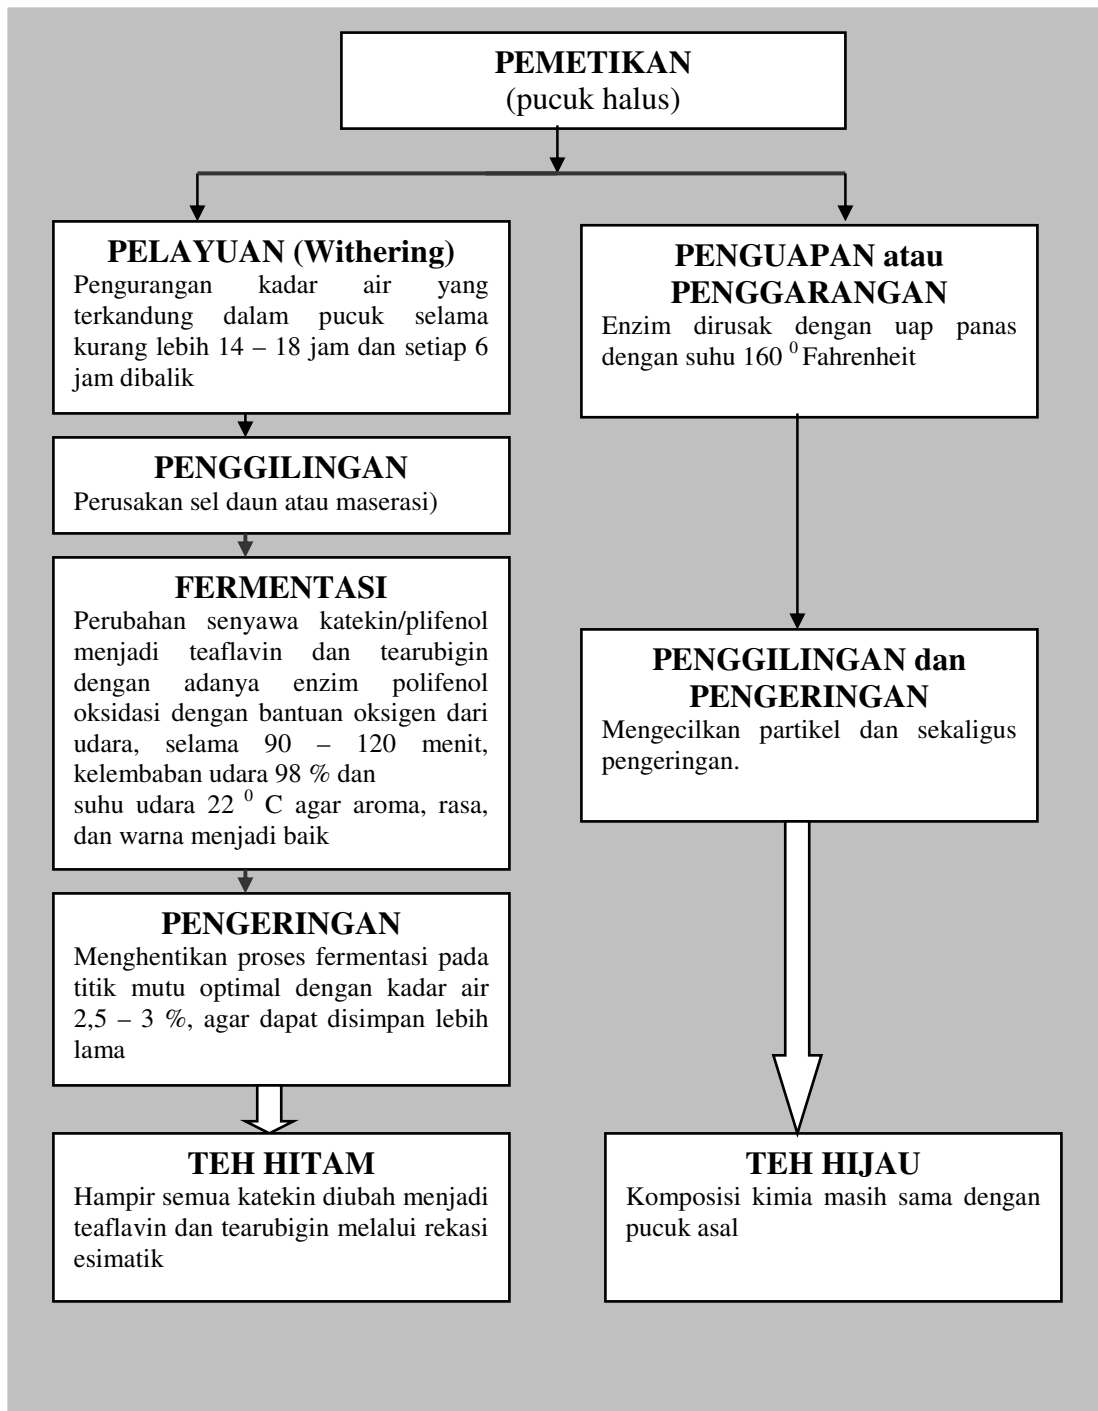 PEMETIKAN
(pucuk halus)
PELAYUAN (Withering)
Pengurangan kadar air yang
terkandung dalam pucuk selama
kurang lebih 14 – 18 jam dan setiap 6
jam dibalik
PENGGILINGAN
Perusakan sel daun atau maserasi)
FERMENTASI
Perubahan senyawa katekin/plifenol
menjadi teaflavin dan tearubigin
dengan adanya enzim polifenol
oksidasi dengan bantuan oksigen dari
udara, selama 90 – 120 menit,
kelembaban udara 98 % dan
suhu udara 22 ⁰ C agar aroma, rasa,
dan warna menjadi baik
PENGERINGAN
Menghentikan proses fermentasi pada
titik mutu optimal dengan kadar air
2,5 – 3 %, agar dapat disimpan lebih
lama
TEH HITAM
Hampir semua katekin diubah menjadi
teaflavin dan tearubigin melalui rekasi
esimatik
PENGUAPAN atau
PENGGARANGAN
Enzim dirusak dengan uap panas
dengan suhu 160 ⁰ Fahrenheit
PENGGILINGAN dan
PENGERINGAN
Mengecilkan partikel dan sekaligus
pengeringan.
TEH HIJAU
Komposisi kimia masih sama dengan
pucuk asal